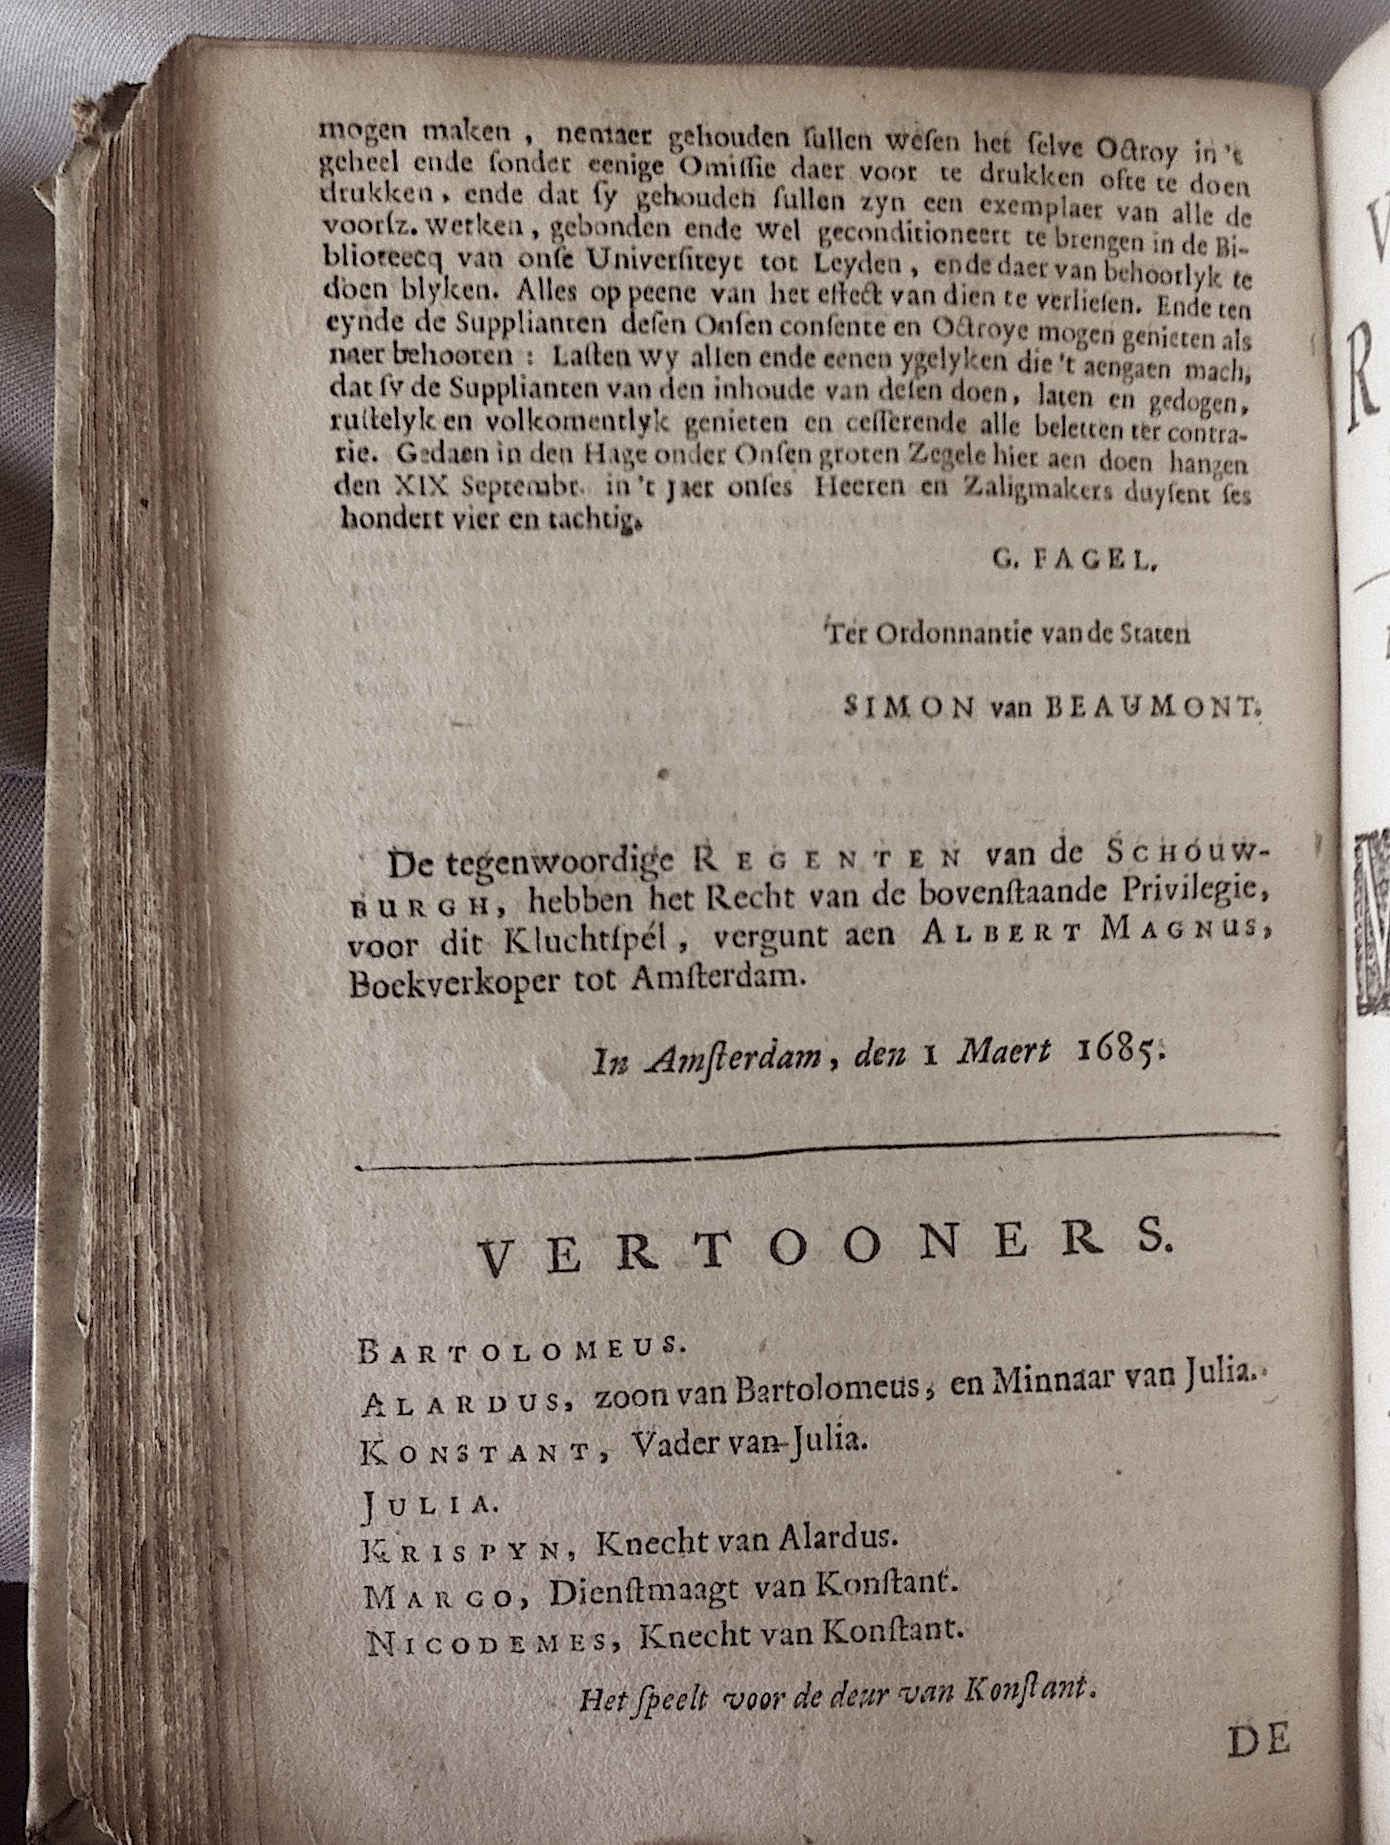 mogen maken, nemaer gehouden ſullen weſen het ſelve Octroy in 't
geheel ende ſonder eenige Omiſſie daer voor te drukken ofte te doen
drukken, ende dat ſy gehouden ſullen zyn een exemplaer van alle de
voorſz. werken, gebonden ende wel geconditioneert te brengen in de Bi-
blioteecq van onſe Univerſiteyt tot Leyden, ende daer van behoorlyk te
doen blyken. Alles op peene van het effect van dien te verlieſen. Ende ten
eynde de Supplianten deſen Onſen conſente en Octroye mogen genieten als
naer behooren: Laſten wy allen ende eenen ygelyken die 't aengaen mach,
dat ſy de Supplianten van den inhoude van deſen doen, laten en gedogen,
ruſtelyk en volkomentlyk genieten en ceſſerende alle beletten ter contra-
rie. Gedaen in den Hage onder Onſen groten Zegele hier aen doen hangen
den XIX Septembr. in 't jaer onſes Heeren en Zaligmakers duyſent ſes
hondert vier en tachtig.
G. FAGEL.
Ter Ordonnantie van de Staten
SIMON van BEAUMONT.
De tegenwoordige REGENTEN van de SCHOUW-
BURGH, hebben het Recht van de bovenſtaande Privilegie,
voor dit Kluchtſpél, vergunt aen ALBERT MAGNUS,
Boekverkoper tot Amſterdam.
In Amſterdam, den 1 Maert 1685.
VERTOONERS.
BARTOLOMEUS.
ALARDUS, zoon van Bartolomeus, en Minnaar van Julia.
KONSTANT, Vader van Julia.
JULIA.
KRISPYN, Knecht van Alardus.
MARGO, Dienſtmaagt van Konſtant.
NICODEMES, Knecht van Konſtant.
Het ſpeelt voor de deur van Konſtant.
DE